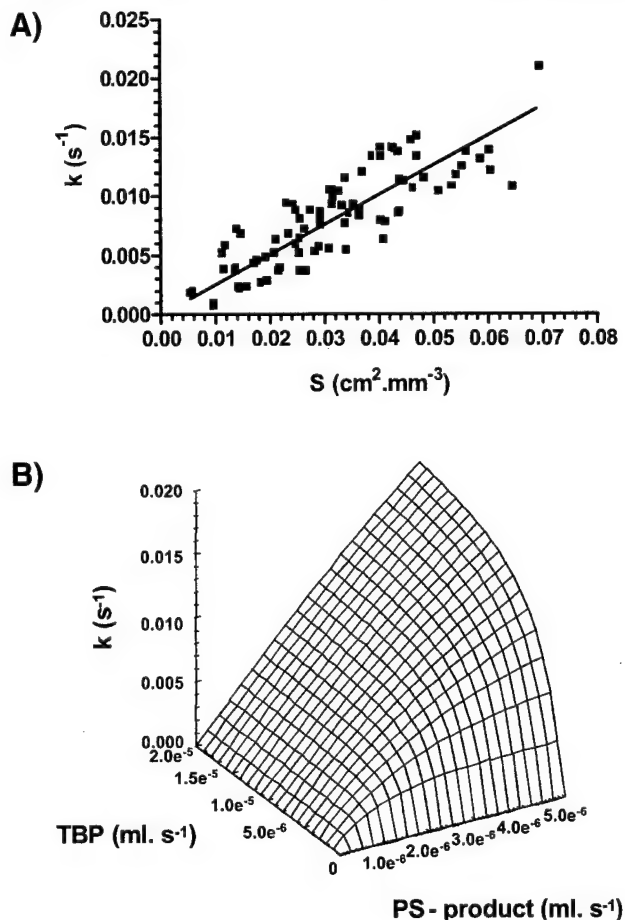 A)
0.025
0.020
0.015
0.010
0.005
0.000
k (s⁻¹)
0.00 0.01 0.02 0.03 0.04 0.05 0.06 0.07 0.08
S (cm².mm⁻³)
B)
0.020
0.015
0.010
0.005
0.000
k (s⁻¹)
2.0e⁻⁵
1.5e⁻⁵
1.0e⁻⁵
5.0e⁻⁶
0
TBP (ml. s⁻¹)
1.0e⁻⁶ 2.0e⁻⁶ 3.0e⁻⁶ 4.0e⁻⁶ 5.0e⁻⁶
PS - product (ml. s⁻¹)